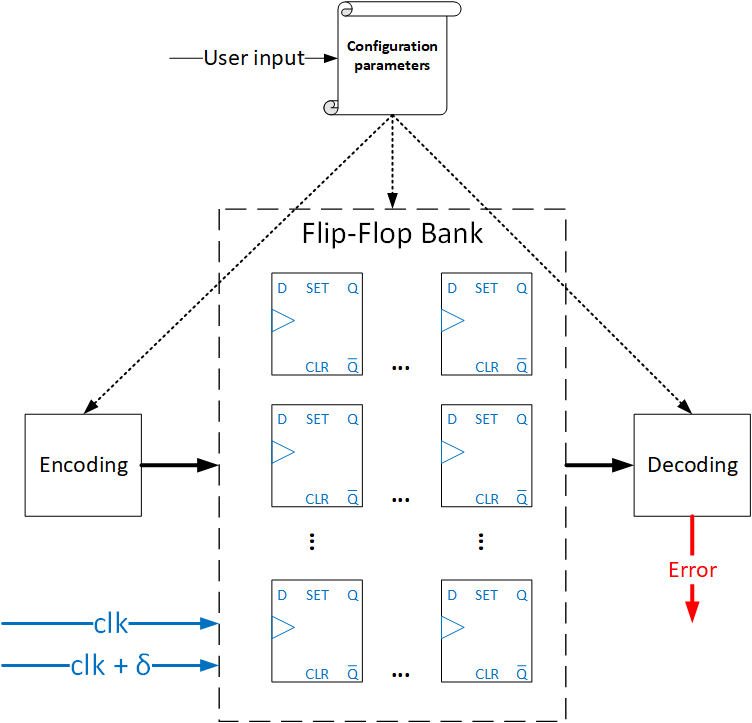 User input
Configuration
parameters
Flip-Flop Bank
D SET Q
CLR Q̅
D SET Q
CLR Q̅
...
D SET Q
CLR Q̅
D SET Q
CLR Q̅
...
Encoding
Decoding
...
...
Error
D SET Q
CLR Q̅
D SET Q
CLR Q̅
...
clk
clk + δ